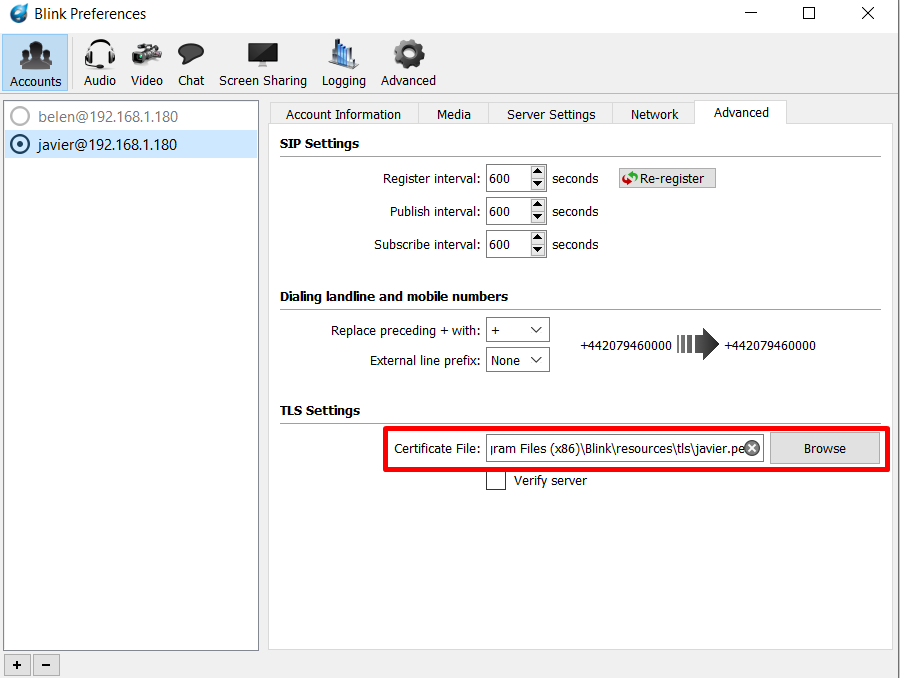 Blink Preferences
Accounts Audio Video Chat Screen Sharing Logging Advanced
belen@192.168.1.180
javier@192.168.1.180
Account Information Media Server Settings Network Advanced
SIP Settings
Register interval: 600 seconds Re-register
Publish interval: 600 seconds
Subscribe interval: 600 seconds
Dialing landline and mobile numbers
Replace preceding + with: +
+442079460000 +442079460000
External line prefix: None
TLS Settings
Certificate File: gram Files (x86)\Blink\resources\tls\javier.pe Browse
Verify server
+ −